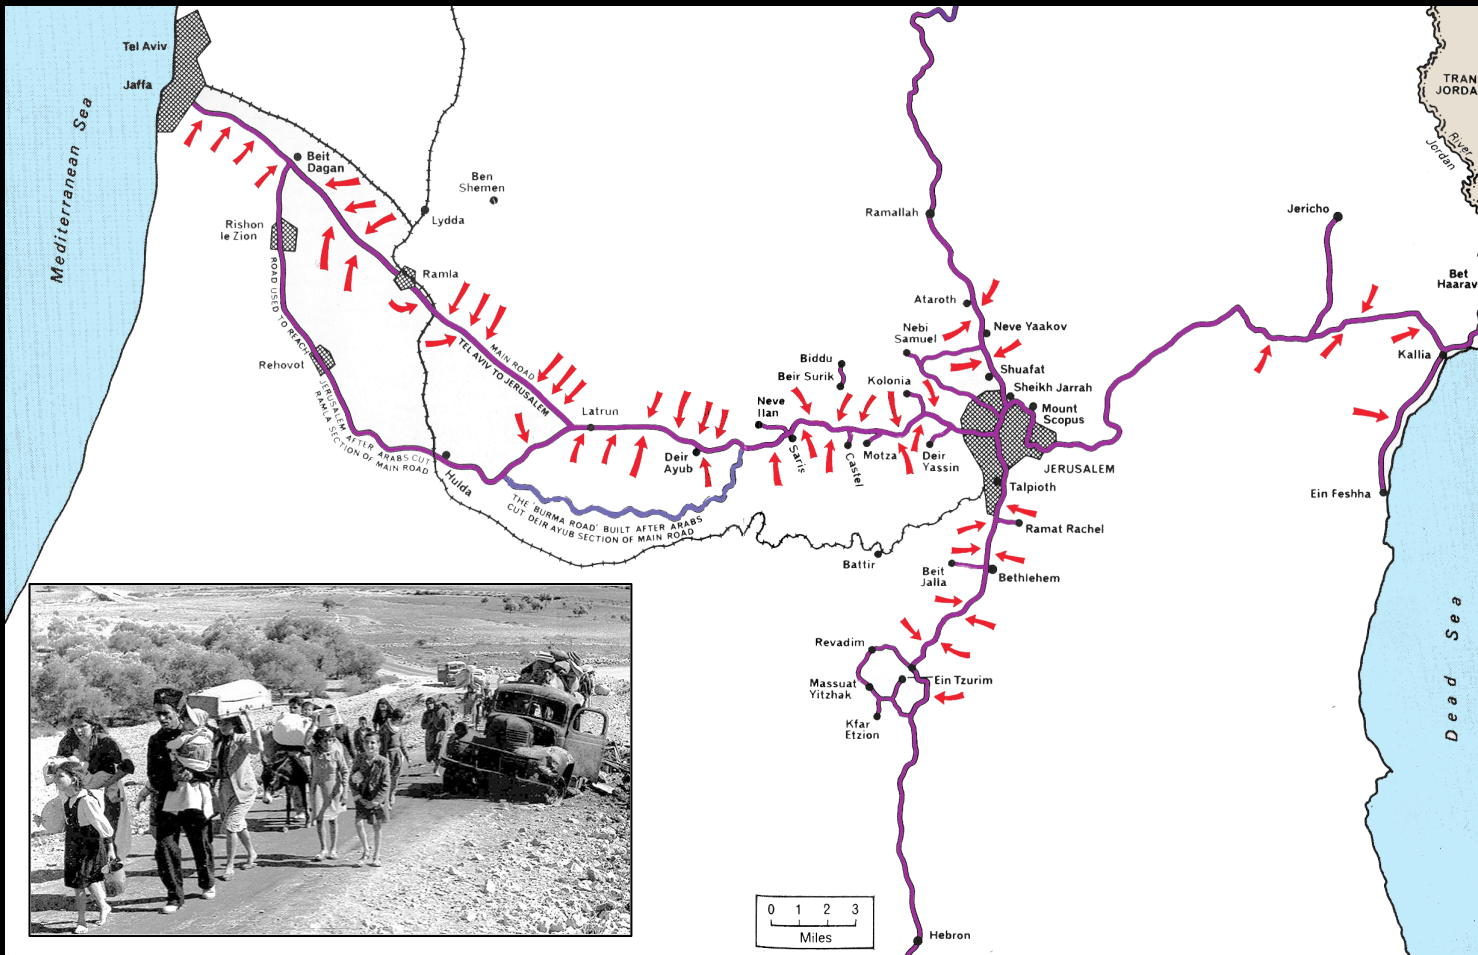 Tel Aviv
Jaffa
Mediterranean Sea
Beit
Dagan
Ben
Shemen
Lydda
Rishon
le Zion
Ramla
Rehovot
ROAD USED TO REACH
JERUSALEM AFTER ARABS CUT
RAMLA SECTION OF MAIN ROAD
MAIN ROAD
TEL AVIV TO JERUSALEM
Hulda
Latrun
THE 'BURMA ROAD' BUILT AFTER ARABS
CUT DEIR AYUB SECTION OF MAIN ROAD
Deir
Ayub
Neve
Ilan
Saris
Biddu
Beir Surik
Kolonia
Castel
Motza
Deir
Yassin
Ramallah
Ataroth
Nebi
Samuel
Neve Yaakov
Shuafat
Sheikh Jarrah
Mount
Scopus
JERUSALEM
Talpioth
Ramat Rachel
Battir
Beit
Jalla
Bethlehem
Revadim
Massuat
Yitzhak
Ein Tzurim
Kfar
Etzion
Hebron
Jericho
TRAN
JORDA
River
Jordan
Bet
Haarav
Kallia
Ein Feshha
Dead Sea
0 1 2 3
Miles